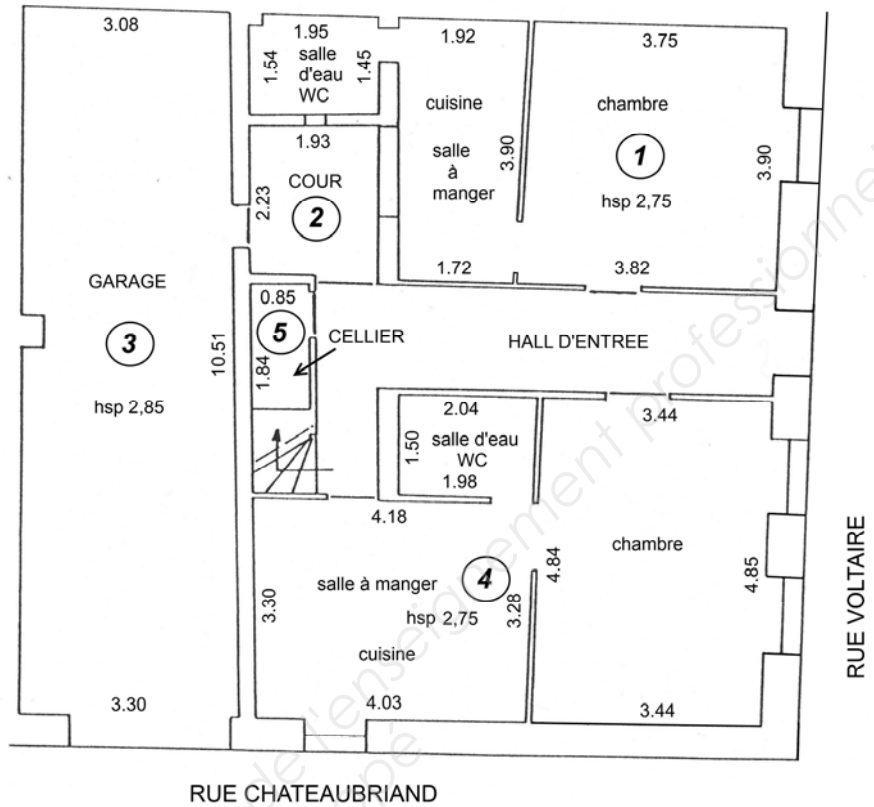 3.08
1.95
salle
d'eau
WC
1.54
1.45
1.92
cuisine
salle
à
manger
3.90
1.72
3.75
chambre
1
hsp 2,75
3.90
3.82
1.93
COUR
2.23
2
GARAGE
3
hsp 2,85
10.51
3.30
0.85
5
1.84
CELLIER
HALL D'ENTREE
2.04
salle d'eau
WC
1.50
1.98
4.18
salle à manger
4
hsp 2,75
3.30
3.28
cuisine
4.03
3.44
chambre
4.84
4.85
3.44
RUE VOLTAIRE
RUE CHATEAUBRIAND
de l'enseignement professionnel